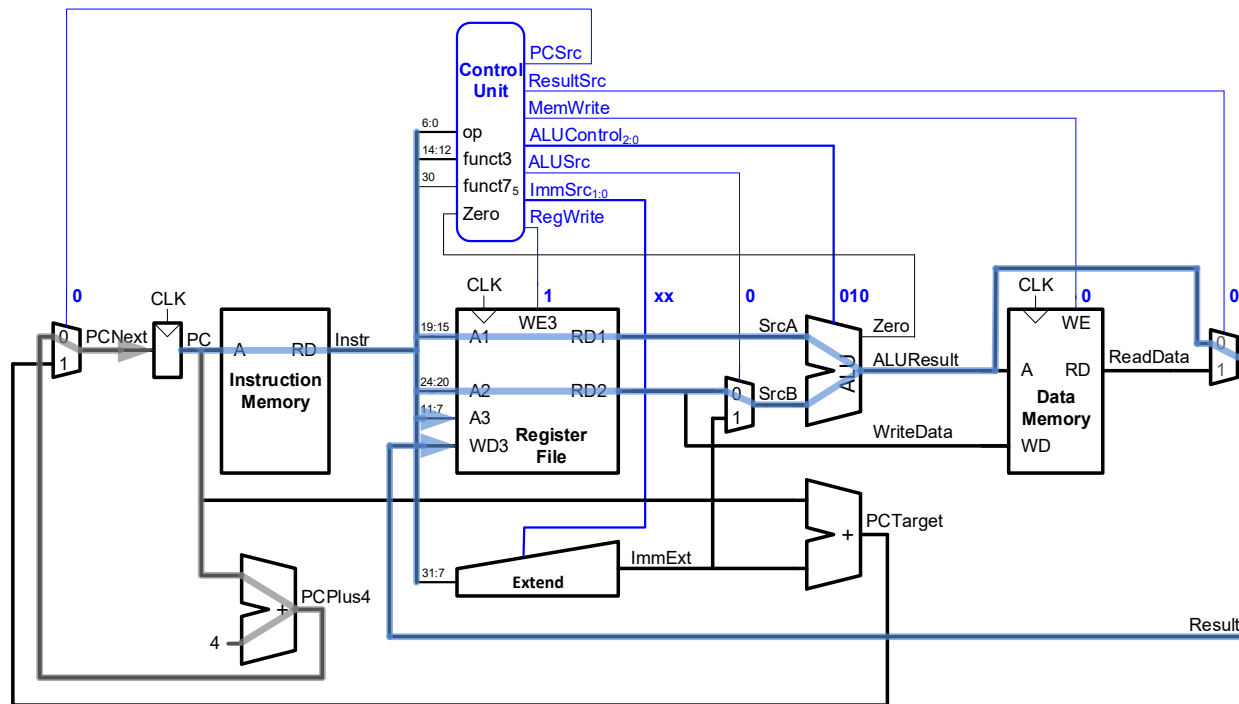 PCSrc
Control
Unit
ResultSrc
MemWrite
6:0
op
ALUControl2:0
14:12
funct3
ALUSrc
30
funct75
ImmSrc1:0
Zero
RegWrite
0
CLK
CLK
1
xx
0
010
CLK
0
0
0
1
PCNext
PC
A
RD
Instr
Instruction
Memory
19:15
A1
WE3
RD1
SrcA
Zero
24:20
A2
RD2
0
1
SrcB
ALU
ALUResult
A
WE
RD
ReadData
0
1
11:7
A3
Data
Memory
WD3
Register
File
WriteData
WD
PCTarget
+
31:7
Extend
ImmExt
PCPlus4
+
4
Result